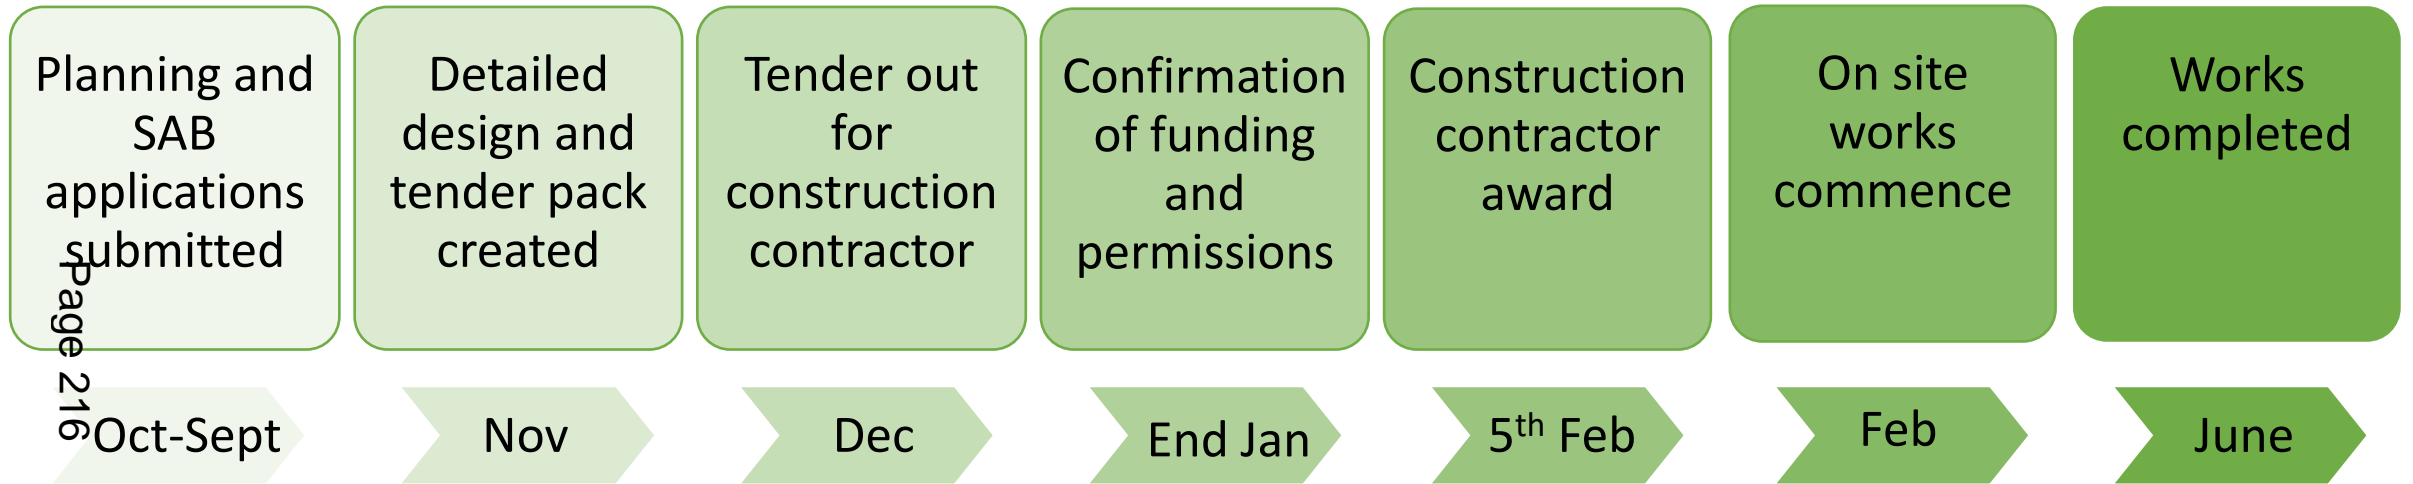 Planning and
SAB
applications
submitted
Detailed
design and
tender pack
created
Tender out
for
construction
contractor
Confirmation
of funding
and
permissions
Construction
contractor
award
On site
works
commence
Works
completed
Page 216
Oct-Sept
Nov
Dec
End Jan
5th Feb
Feb
June